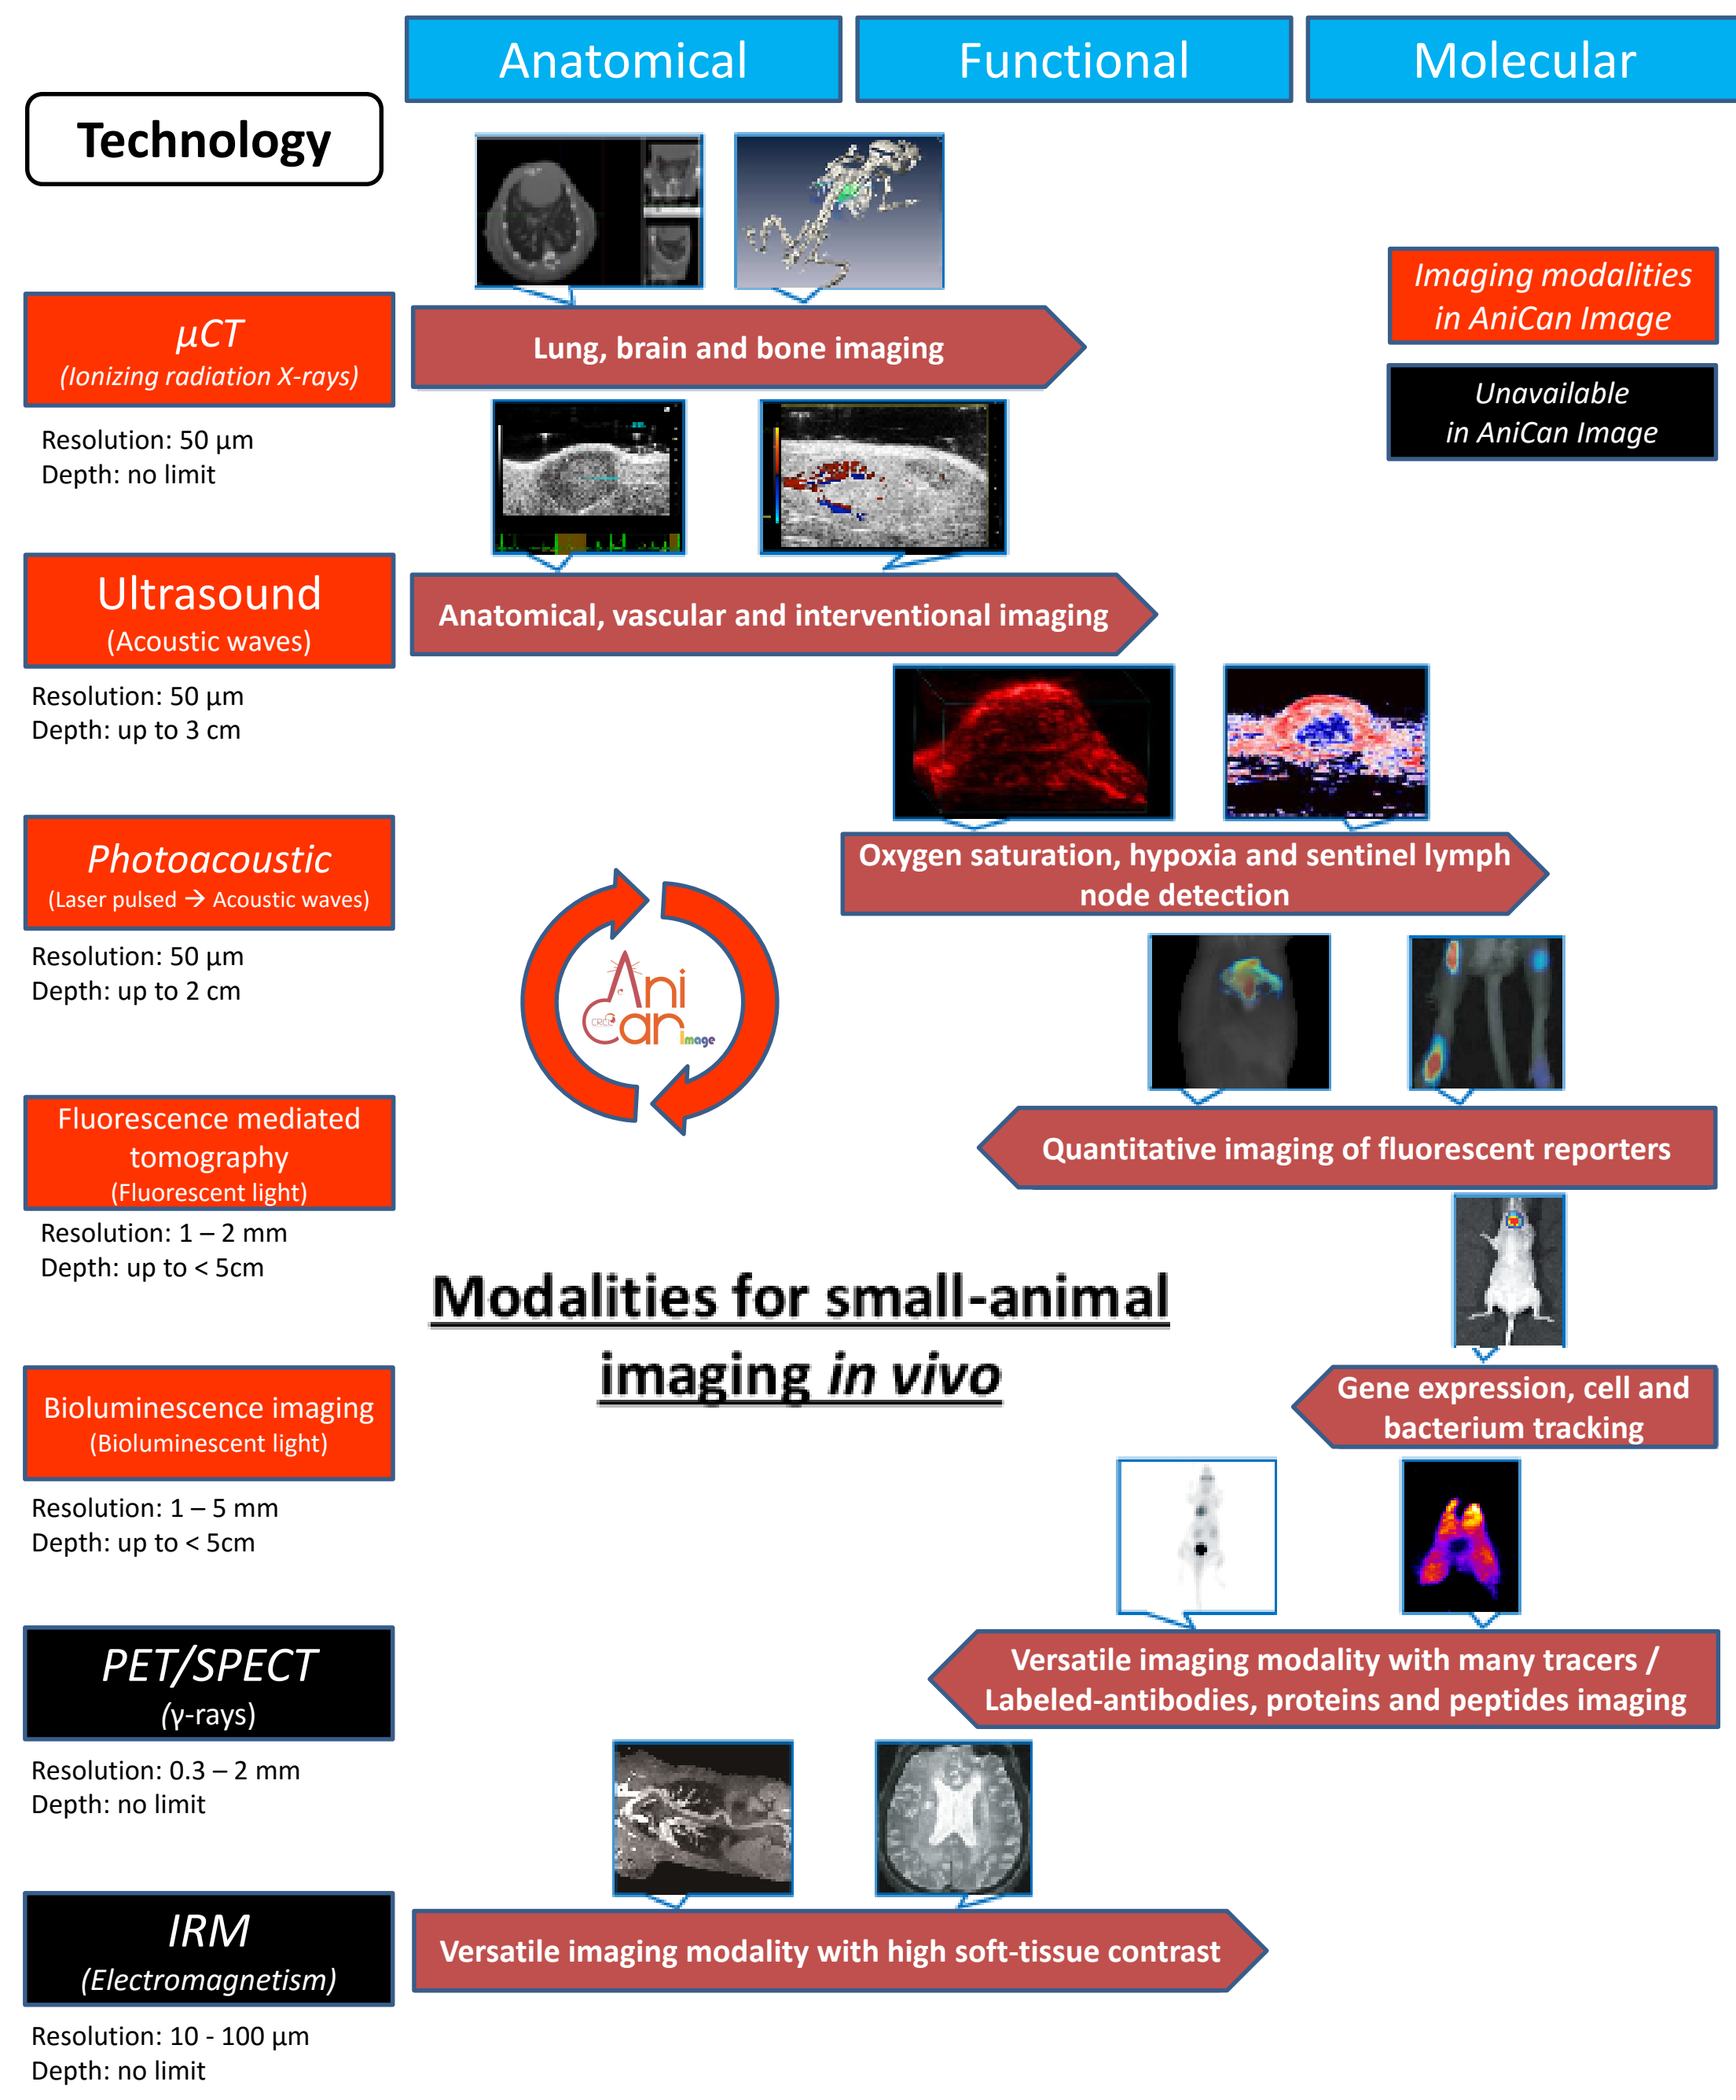 Anatomical
Functional
Molecular
Technology
Imaging modalities
in AniCan Image
Unavailable
in AniCan Image
µCT
(Ionizing radiation X-rays)
Lung, brain and bone imaging
Resolution: 50 µm
Depth: no limit
Ultrasound
(Acoustic waves)
Anatomical, vascular and interventional imaging
Resolution: 50 µm
Depth: up to 3 cm
Photoacoustic
(Laser pulsed → Acoustic waves)
Oxygen saturation, hypoxia and sentinel lymph
node detection
Resolution: 50 µm
Depth: up to 2 cm
Ani
CRCL
Can
Image
Fluorescence mediated
tomography
(Fluorescent light)
Quantitative imaging of fluorescent reporters
Resolution: 1 – 2 mm
Depth: up to < 5cm
Modalities for small-animal
imaging in vivo
Bioluminescence imaging
(Bioluminescent light)
Gene expression, cell and
bacterium tracking
Resolution: 1 – 5 mm
Depth: up to < 5cm
PET/SPECT
(γ-rays)
Versatile imaging modality with many tracers /
Labeled-antibodies, proteins and peptides imaging
Resolution: 0.3 – 2 mm
Depth: no limit
IRM
(Electromagnetism)
Versatile imaging modality with high soft-tissue contrast
Resolution: 10 - 100 µm
Depth: no limit